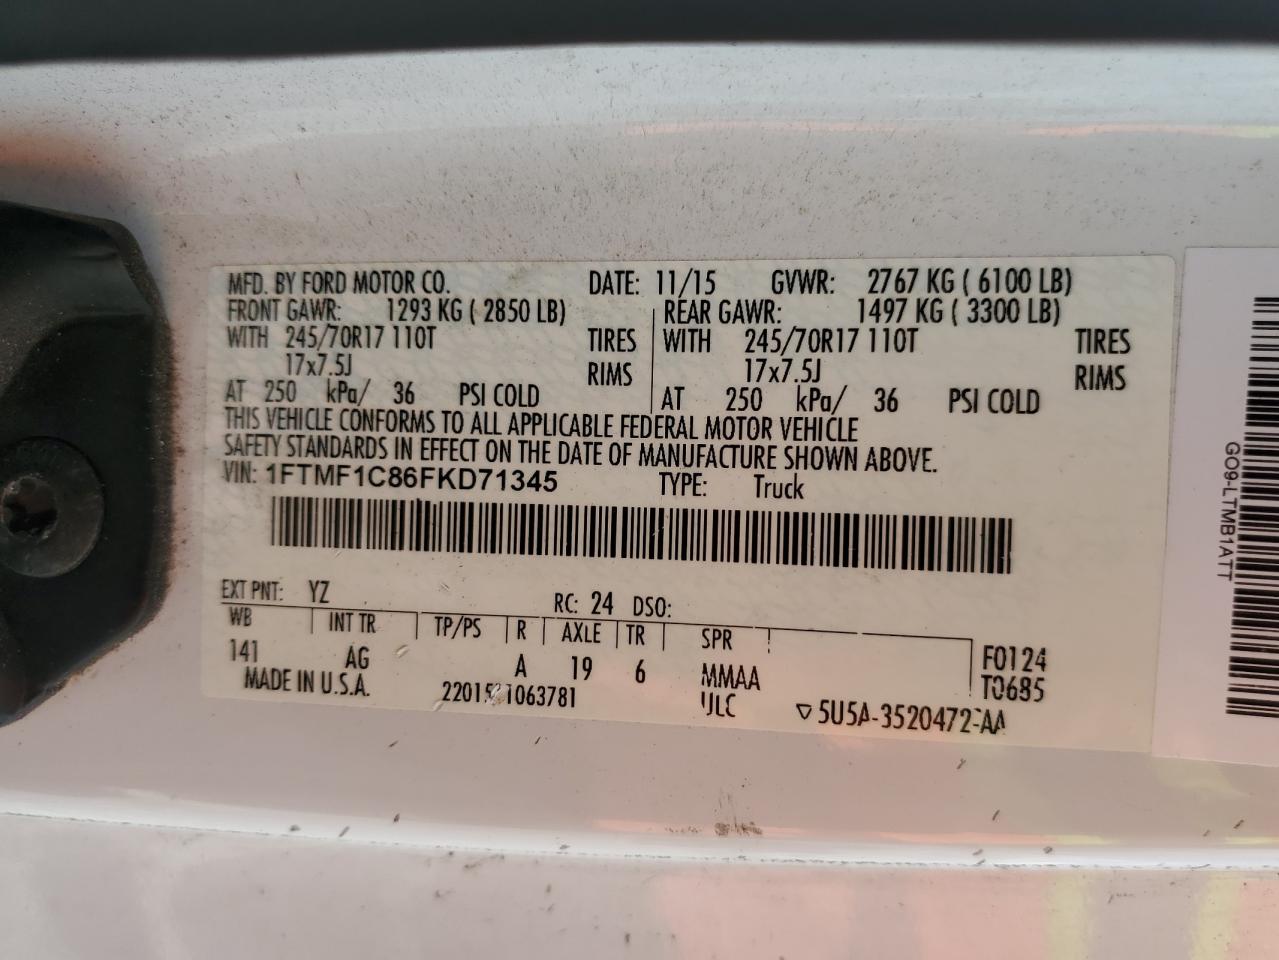 MFD. BY FORD MOTOR CO. DATE: 11/15 GVWR: 2767 KG ( 6100 LB)
FRONT GAWR: 1293 KG ( 2850 LB) REAR GAWR: 1497 KG ( 3300 LB)
WITH 245/70R17 110T TIRES WITH 245/70R17 110T TIRES
17x7.5J RIMS 17x7.5J RIMS
AT 250 kPa/ 36 PSI COLD AT 250 kPa/ 36 PSI COLD
THIS VEHICLE CONFORMS TO ALL APPLICABLE FEDERAL MOTOR VEHICLE
SAFETY STANDARDS IN EFFECT ON THE DATE OF MANUFACTURE SHOWN ABOVE.
VIN: 1FTMF1C86FKD71345 TYPE: Truck
EXT PNT: YZ RC: 24 DSO:
WB INT TR TP/PS R AXLE TR SPR
141 AG A 19 6 MMAA F0124
MADE IN U.S.A. ULC T0685
▽5U5A-3520472-AA
GO9-LTMB1ATT